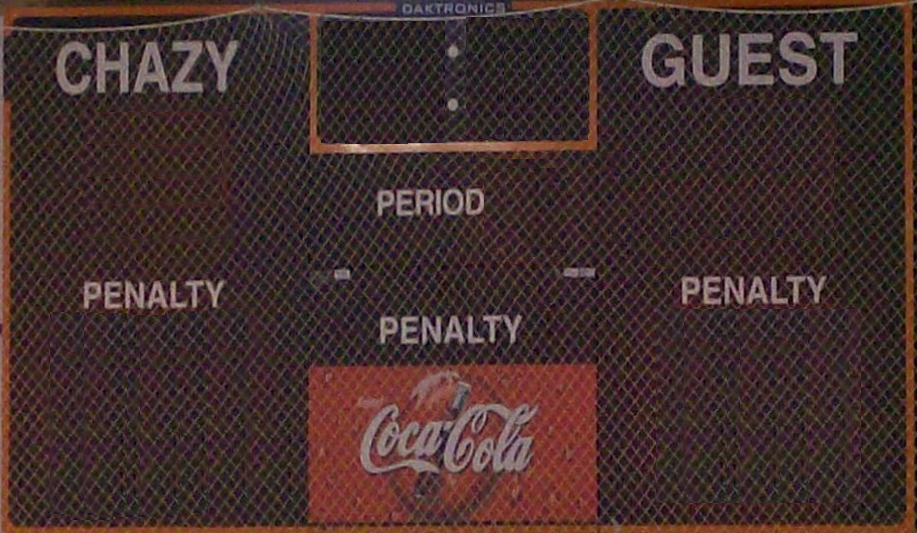 DAKTRONICS
CHAZY
GUEST
PERIOD
PENALTY
PENALTY
PENALTY
Coca-Cola